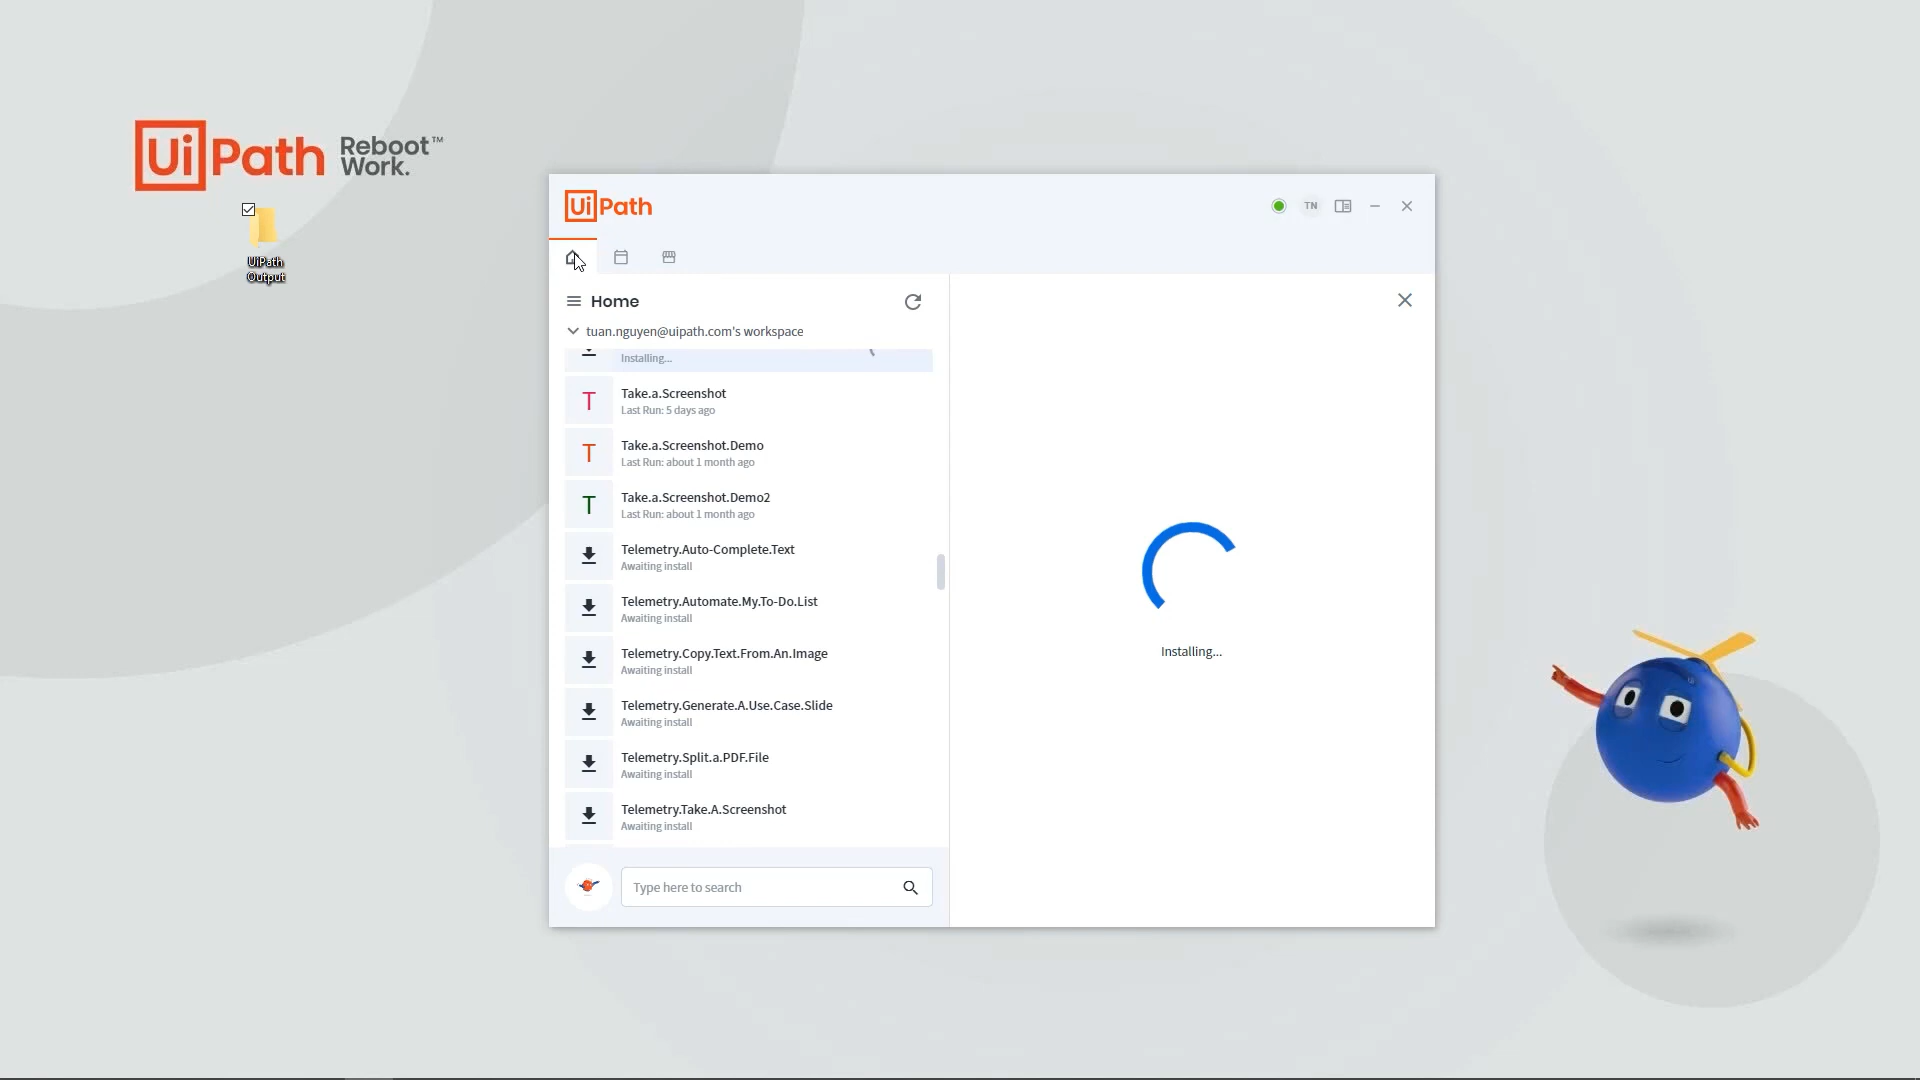 UiPath Reboot Work.™
UiPath
Output
UiPath
TN
Home
tuan.nguyen@uipath.com's workspace
Installing...
T
Take.a.Screenshot
Last Run: 5 days ago
T
Take.a.Screenshot.Demo
Last Run: about 1 month ago
T
Take.a.Screenshot.Demo2
Last Run: about 1 month ago
Telemetry.Auto-Complete.Text
Awaiting install
Telemetry.Automate.My.To-Do.List
Awaiting install
Telemetry.Copy.Text.From.An.Image
Awaiting install
Telemetry.Generate.A.Use.Case.Slide
Awaiting install
Telemetry.Split.a.PDF.File
Awaiting install
Telemetry.Take.A.Screenshot
Awaiting install
Type here to search
Installing...